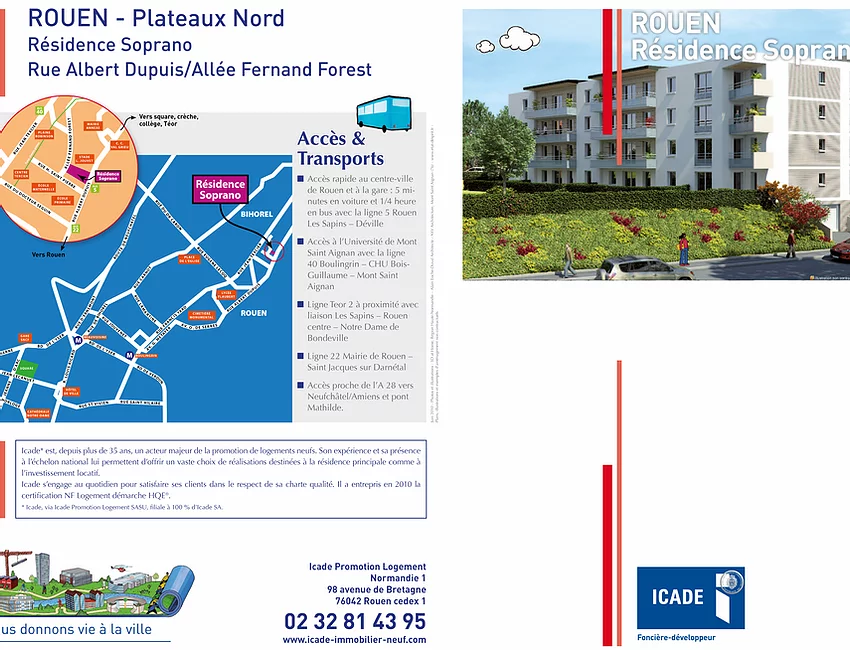 ROUEN - Plateaux Nord
Résidence Soprano
Rue Albert Dupuis/Allée Fernand Forest
Vers square, crèche,
collège, Téor
Résidence
Soprano
Vers Rouen
Résidence
Soprano
BIHOREL
ROUEN
Accès &
Transports
Accès rapide au centre-ville
de Rouen et à la gare : 5 mi-
nutes en voiture et 1/4 heure
en bus avec la ligne 5 Rouen
Les Sapins – Déville
Accès à l'Université de Mont
Saint Aignan avec la ligne
40 Boulingrin – CHU Bois-
Guillaume – Mont Saint
Aignan
Ligne Teor 2 à proximité avec
liaison Les Sapins – Rouen
centre – Notre Dame de
Bondeville
Ligne 22 Mairie de Rouen –
Saint Jacques sur Darnétal
Accès proche de l'A 28 vers
Neufchâtel/Amiens et pont
Mathilde.
Icade* est, depuis plus de 35 ans, un acteur majeur de la promotion de logements neufs. Son expérience et sa présence
à l'échelon national lui permettent d'offrir un vaste choix de réalisations destinées à la résidence principale comme à
l'investissement locatif.
Icade s'engage au quotidien pour satisfaire ses clients dans le respect de sa charte qualité. Il a entrepris en 2010 la
certification NF Logement démarche HQE®.
* Icade, via Icade Promotion Logement SASU, filiale à 100 % d'Icade SA.
us donnons vie à la ville
Icade Promotion Logement
Normandie 1
98 avenue de Bretagne
76042 Rouen cedex 1
02 32 81 43 95
www.icade-immobilier-neuf.com
ROUEN
Résidence Sopran
ICADE
Foncière-développeur